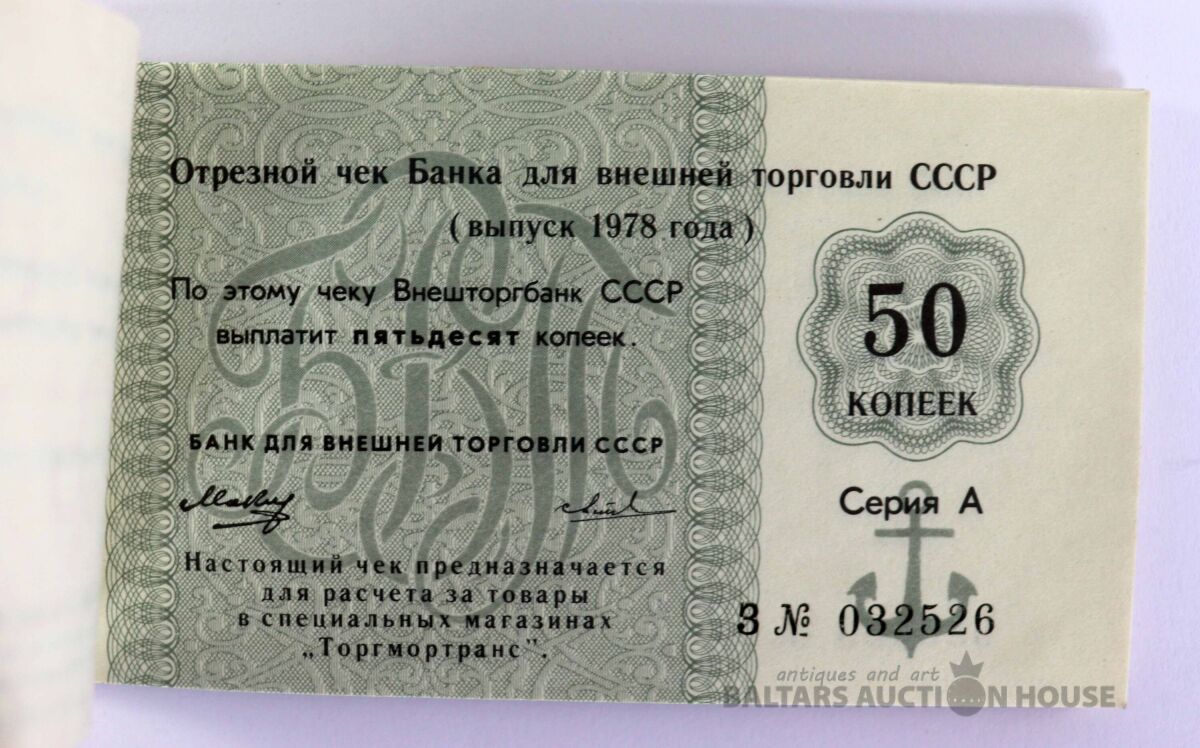 Отрезной чек Банка для внешней торговли СССР
( выпуск 1978 года )
По этому чеку Внешторгбанк СССР
выплатит пятьдесят копеек.
50
КОПЕЕК
БАНК ДЛЯ ВНЕШНЕЙ ТОРГОВЛИ СССР
Серия А
Настоящий чек предназначается
для расчета за товары
в специальных магазинах
„Торгмортранс".
З № 032526
antiques and art
BALTARS AUCTION HOUSE